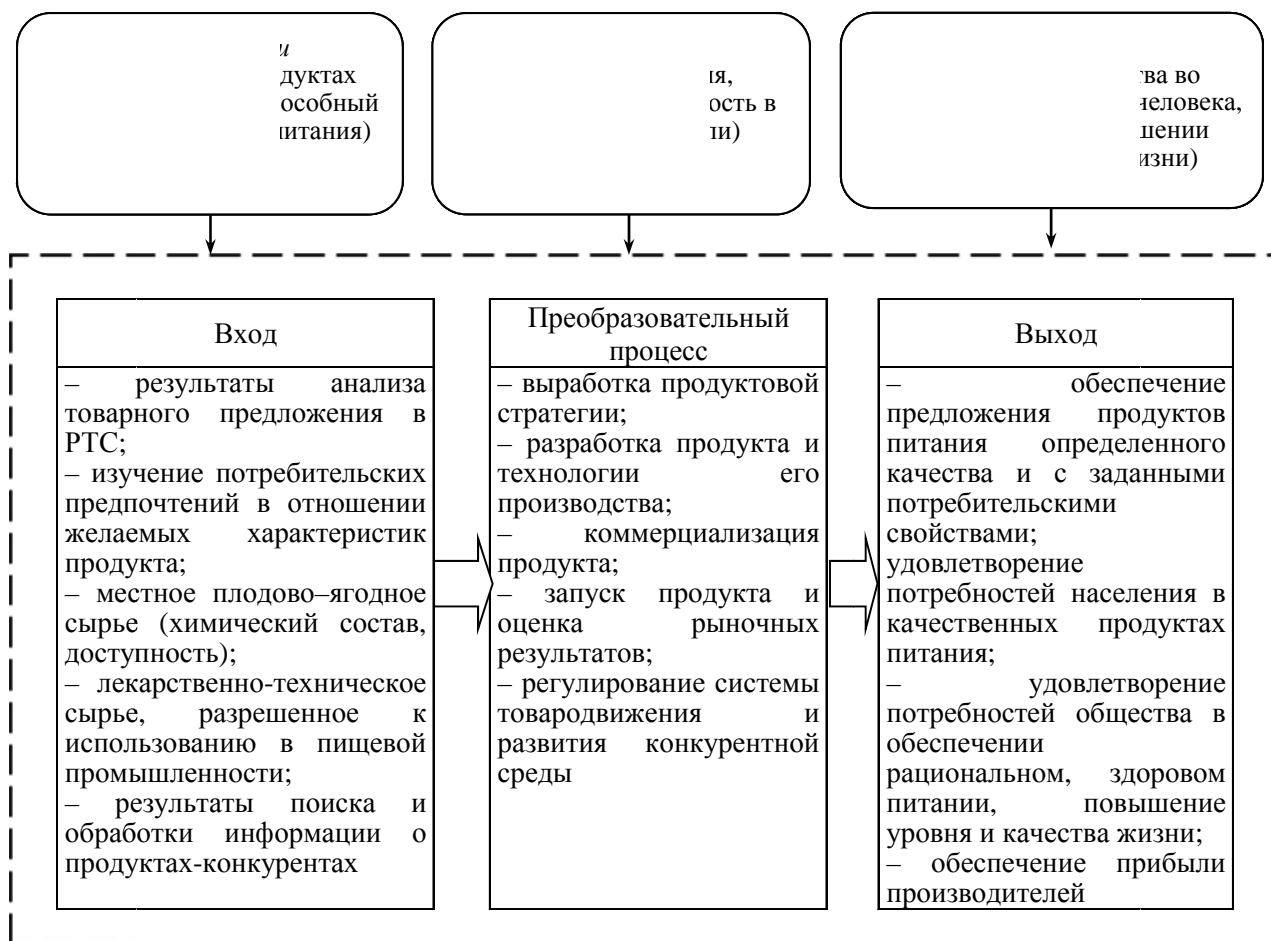 и
дуктах
особный
питания)
ия,
ость в
ии)
тва во
человека,
шении
изни)
Вход
– результаты анализа
товарного предложения в
РТС;
– изучение потребительских
предпочтений в отношении
желаемых характеристик
продукта;
– местное плодово–ягодное
сырье (химический состав,
доступность);
– лекарственно-техническое
сырье, разрешенное к
использованию в пищевой
промышленности;
– результаты поиска и
обработки информации о
продуктах-конкурентах
Преобразовательный
процесс
– выработка продуктовой
стратегии;
– разработка продукта и
технологии его
производства;
– коммерциализация
продукта;
– запуск продукта и
оценка рыночных
результатов;
– регулирование системы
товародвижения и
развития конкурентной
среды
Выход
– обеспечение
предложения продуктов
питания определенного
качества и с заданными
потребительскими
свойствами;
удовлетворение
потребностей населения в
качественных продуктах
питания;
– удовлетворение
потребностей общества в
обеспечении
рациональном, здоровом
питании, повышение
уровня и качества жизни;
– обеспечение прибыли
производителей